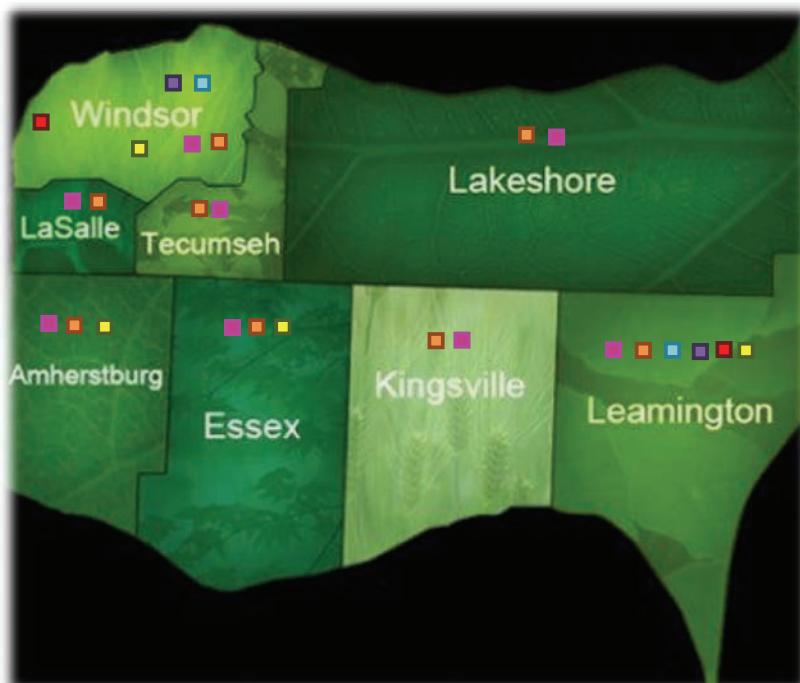 Windsor
Lakeshore
LaSalle
Tecumseh
Amherstburg
Essex
Kingsville
Leamington